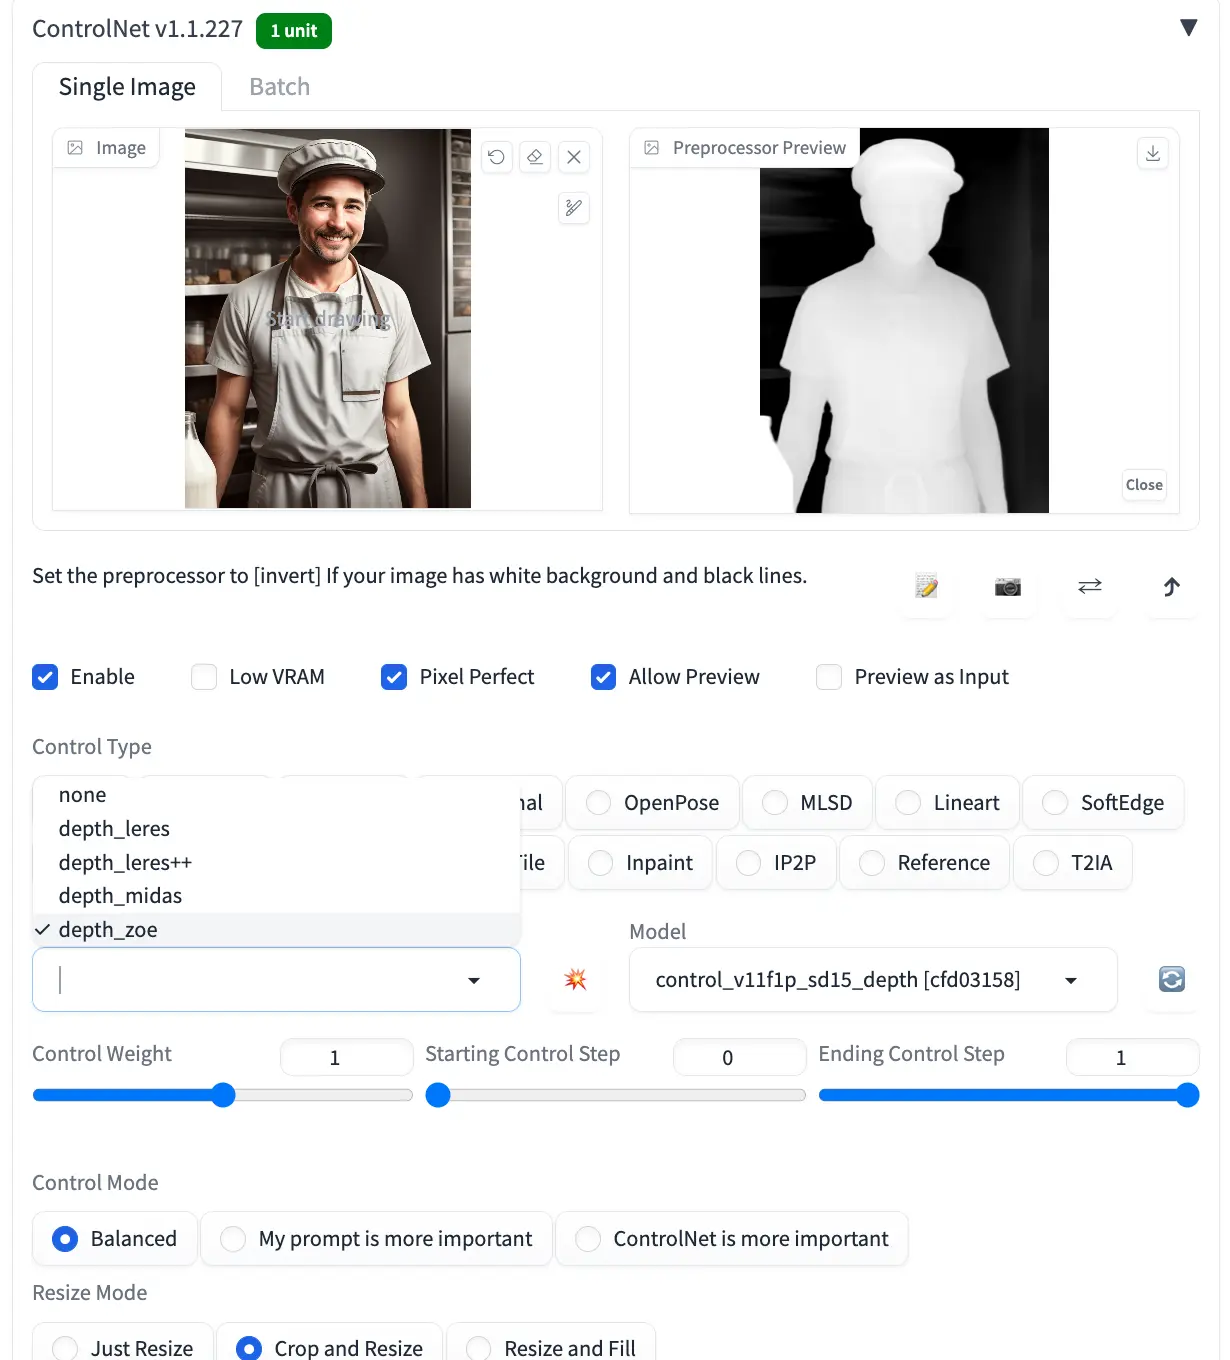 ControlNet v1.1.227 1 unit
Single Image Batch
Image
Start drawing
Preprocessor Preview
Close
Set the preprocessor to [invert] If your image has white background and black lines.
Enable Low VRAM Pixel Perfect Allow Preview Preview as Input
Control Type
none
depth_leres
depth_leres++
depth_midas
depth_zoe
OpenPose MLSD Lineart SoftEdge
Inpaint IP2P Reference T2IA
Model
control_v11f1p_sd15_depth [cfd03158]
Control Weight 1 Starting Control Step 0 Ending Control Step 1
Control Mode
Balanced My prompt is more important ControlNet is more important
Resize Mode
Just Resize Crop and Resize Resize and Fill